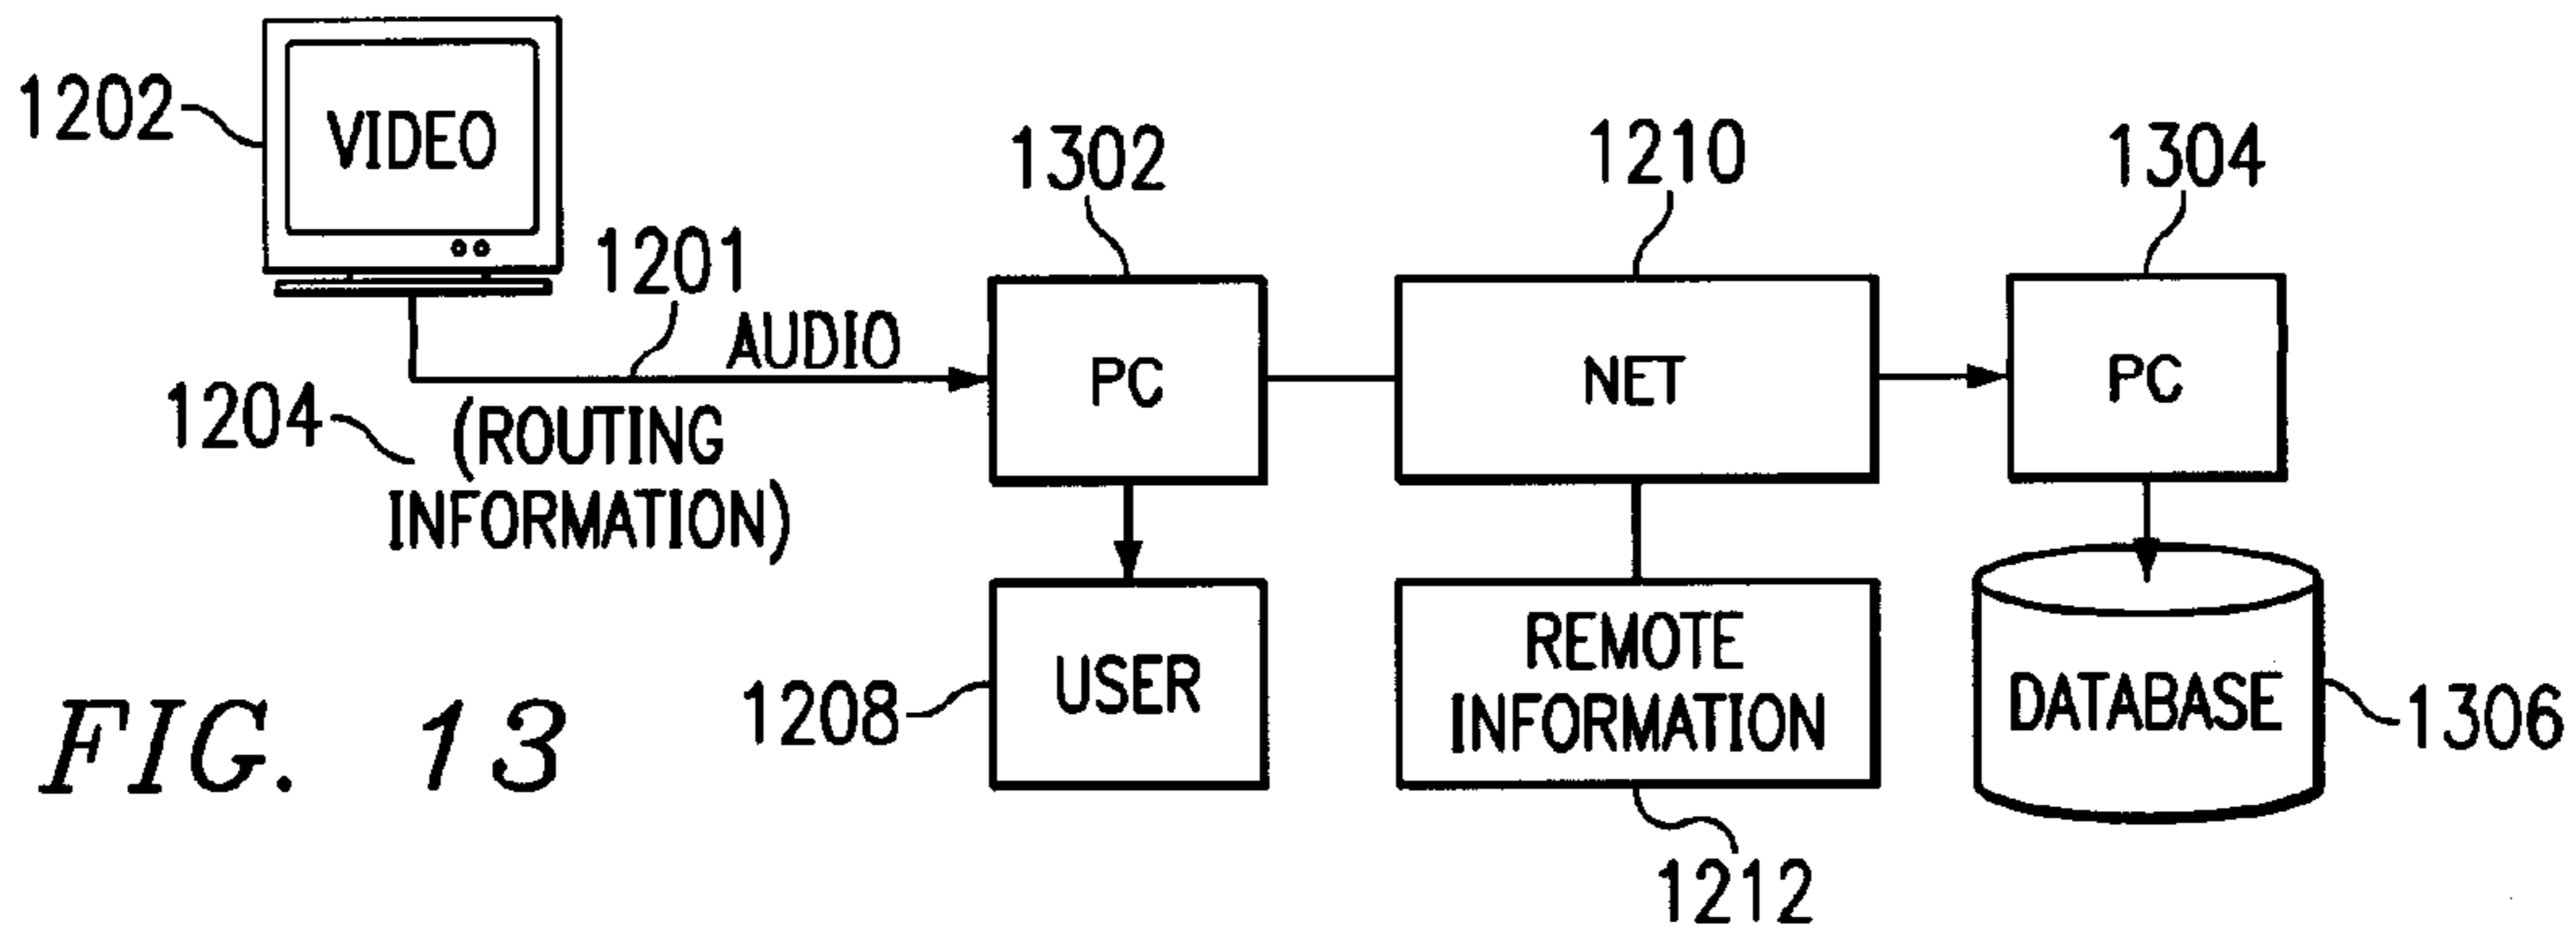 1202
VIDEO
1302
1210
1304
1201
AUDIO
PC
NET
PC
1204
(ROUTING
INFORMATION)
1208
USER
REMOTE
INFORMATION
DATABASE
1306
1212
FIG. 13